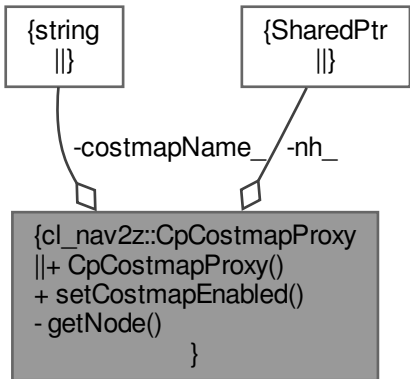 {string
||}
{SharedPtr
||}
-costmapName_
-nh_
{cl_nav2z::CpCostmapProxy
||+ CpCostmapProxy()
+ setCostmapEnabled()
- getNode()
}